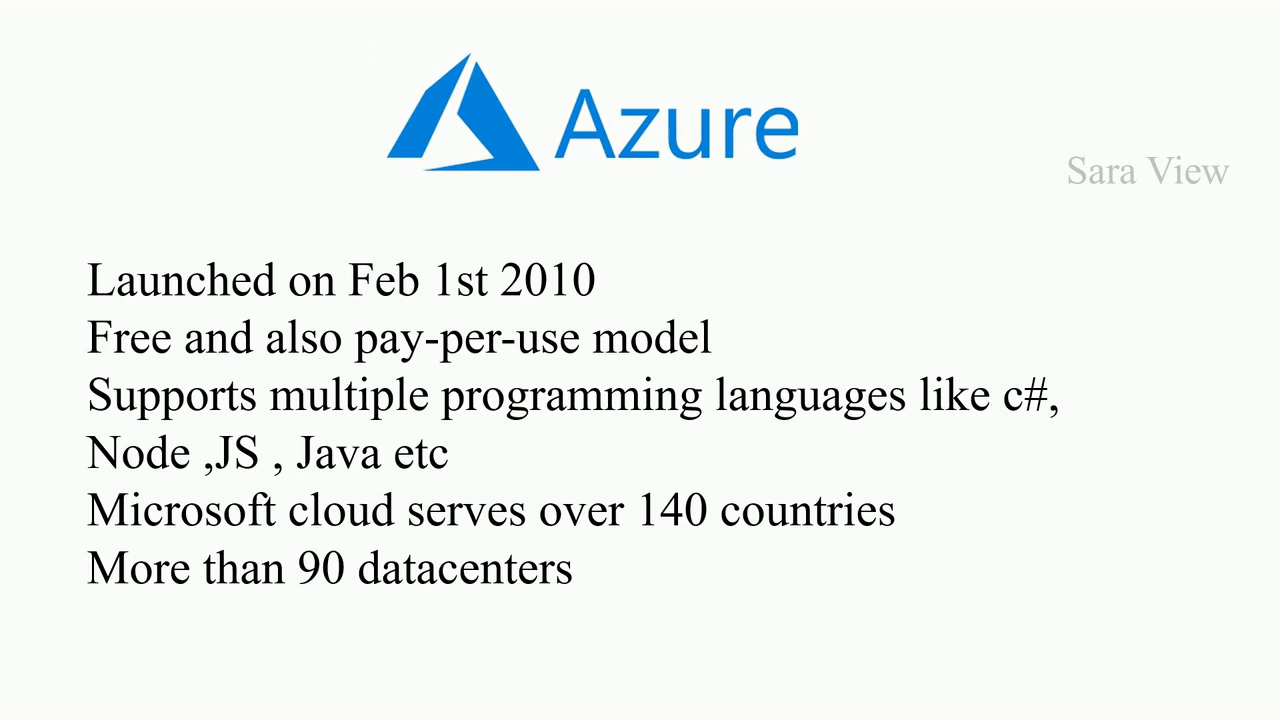 Azure
Sara View
Launched on Feb 1st 2010
Free and also pay-per-use model
Supports multiple programming languages like c#,
Node ,JS , Java etc
Microsoft cloud serves over 140 countries
More than 90 datacenters